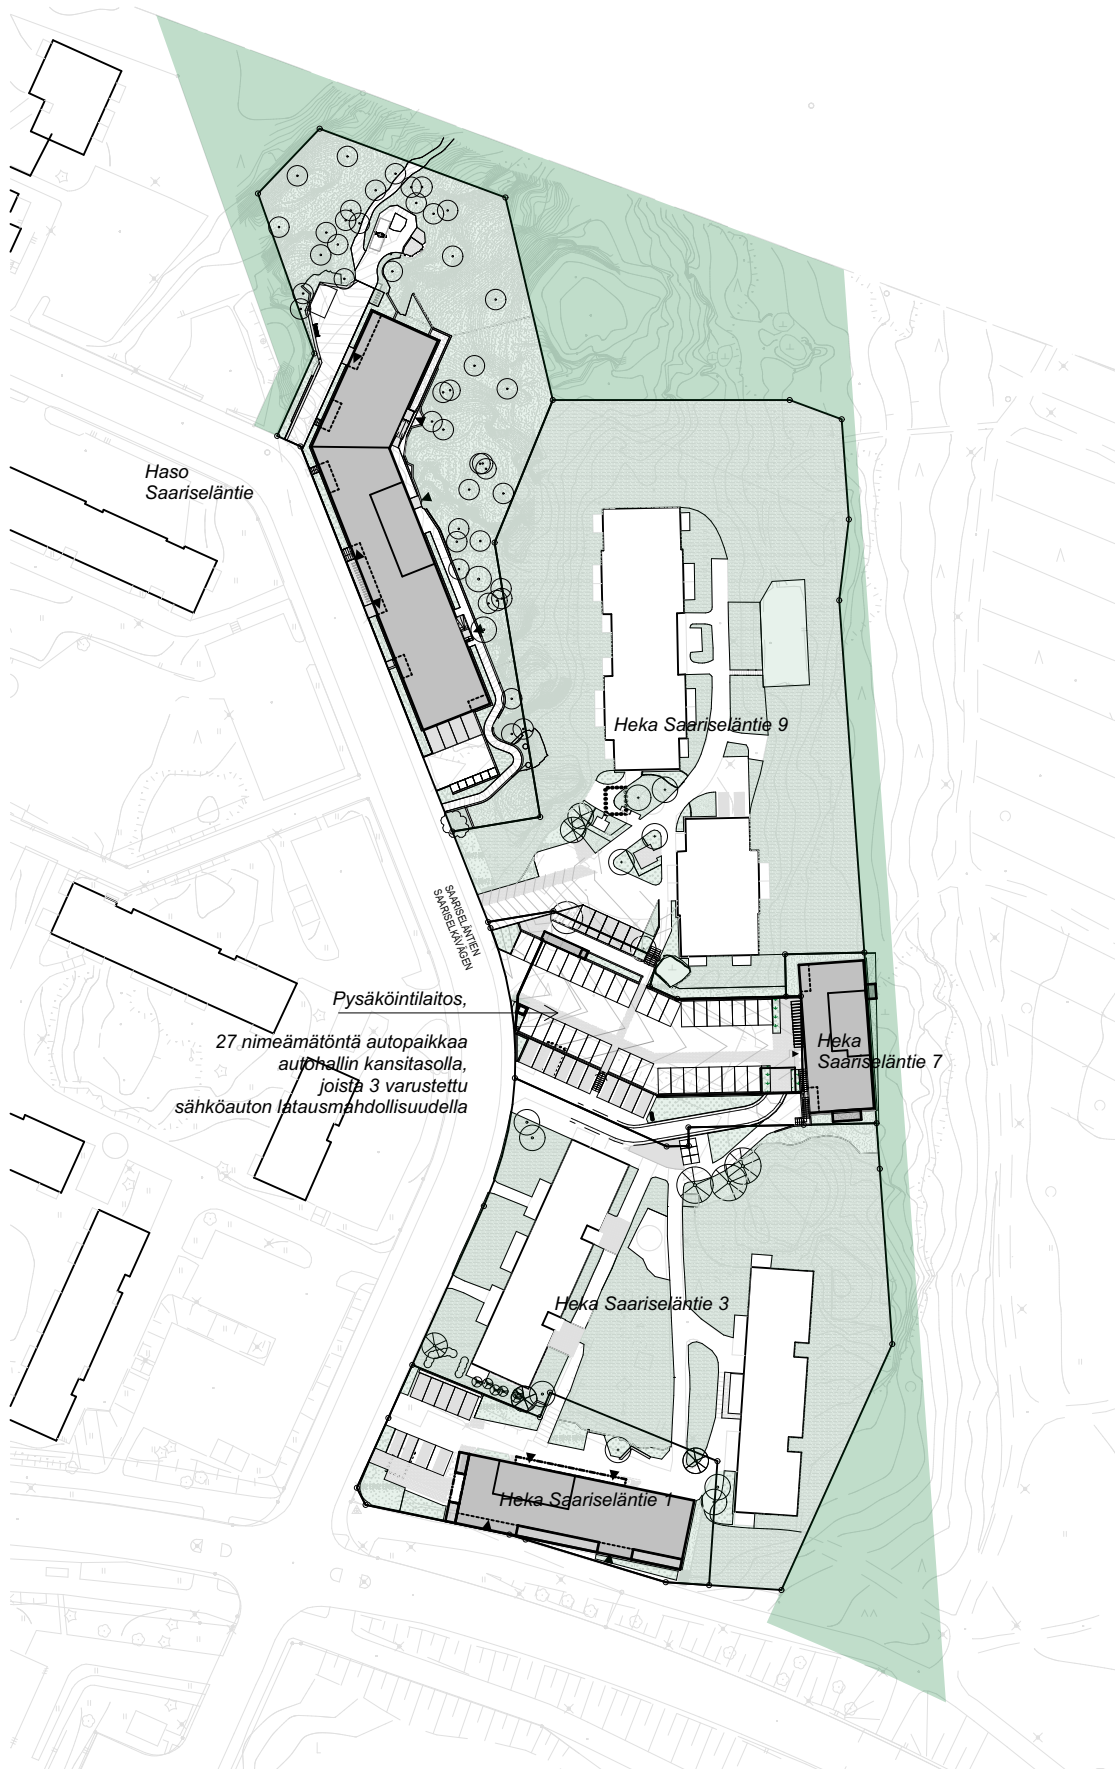 Haso
Saariseläntie
Heka Saariseläntie 9
SAARISELÄNTIEN
SAARISELKÄVÄGEN
Pysäköintilaitos,
27 nimeämätöntä autopaikkaa
autohallin kansitasolla,
joista 3 varustettu
sähköauton latausmahdollisuudella
Heka
Saariseläntie 7
Heka Saariseläntie 3
Heka Saariseläntie 1